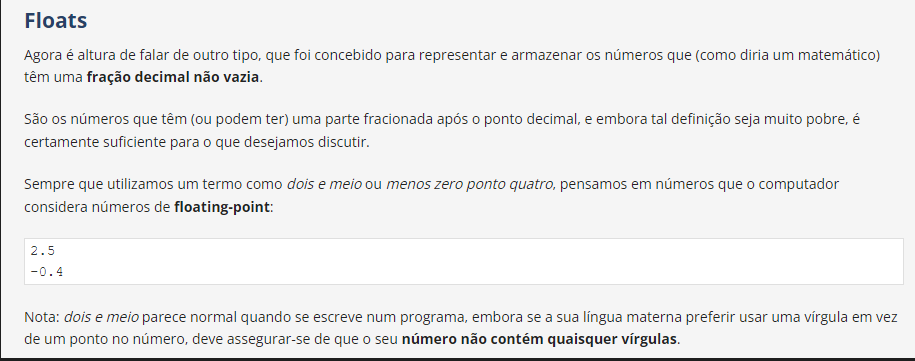 Floats
Agora é altura de falar de outro tipo, que foi concebido para representar e armazenar os números que (como diria um matemático)
têm uma fração decimal não vazia.
São os números que têm (ou podem ter) uma parte fracionada após o ponto decimal, e embora tal definição seja muito pobre, é
certamente suficiente para o que desejamos discutir.
Sempre que utilizamos um termo como dois e meio ou menos zero ponto quatro, pensamos em números que o computador
considera números de floating-point:
2.5
-0.4
Nota: dois e meio parece normal quando se escreve num programa, embora se a sua língua materna preferir usar uma vírgula em vez
de um ponto no número, deve assegurar-se de que o seu número não contém quaisquer vírgulas.